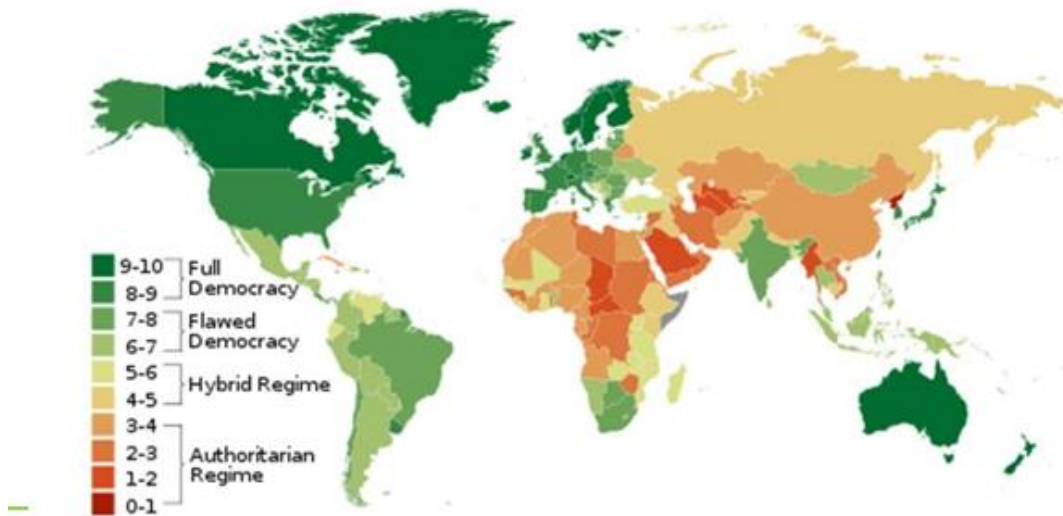 9-10
8-9
Full
Democracy
7-8
6-7
Flawed
Democracy
5-6
4-5
Hybrid Regime
3-4
2-3
1-2
0-1
Authoritarian
Regime